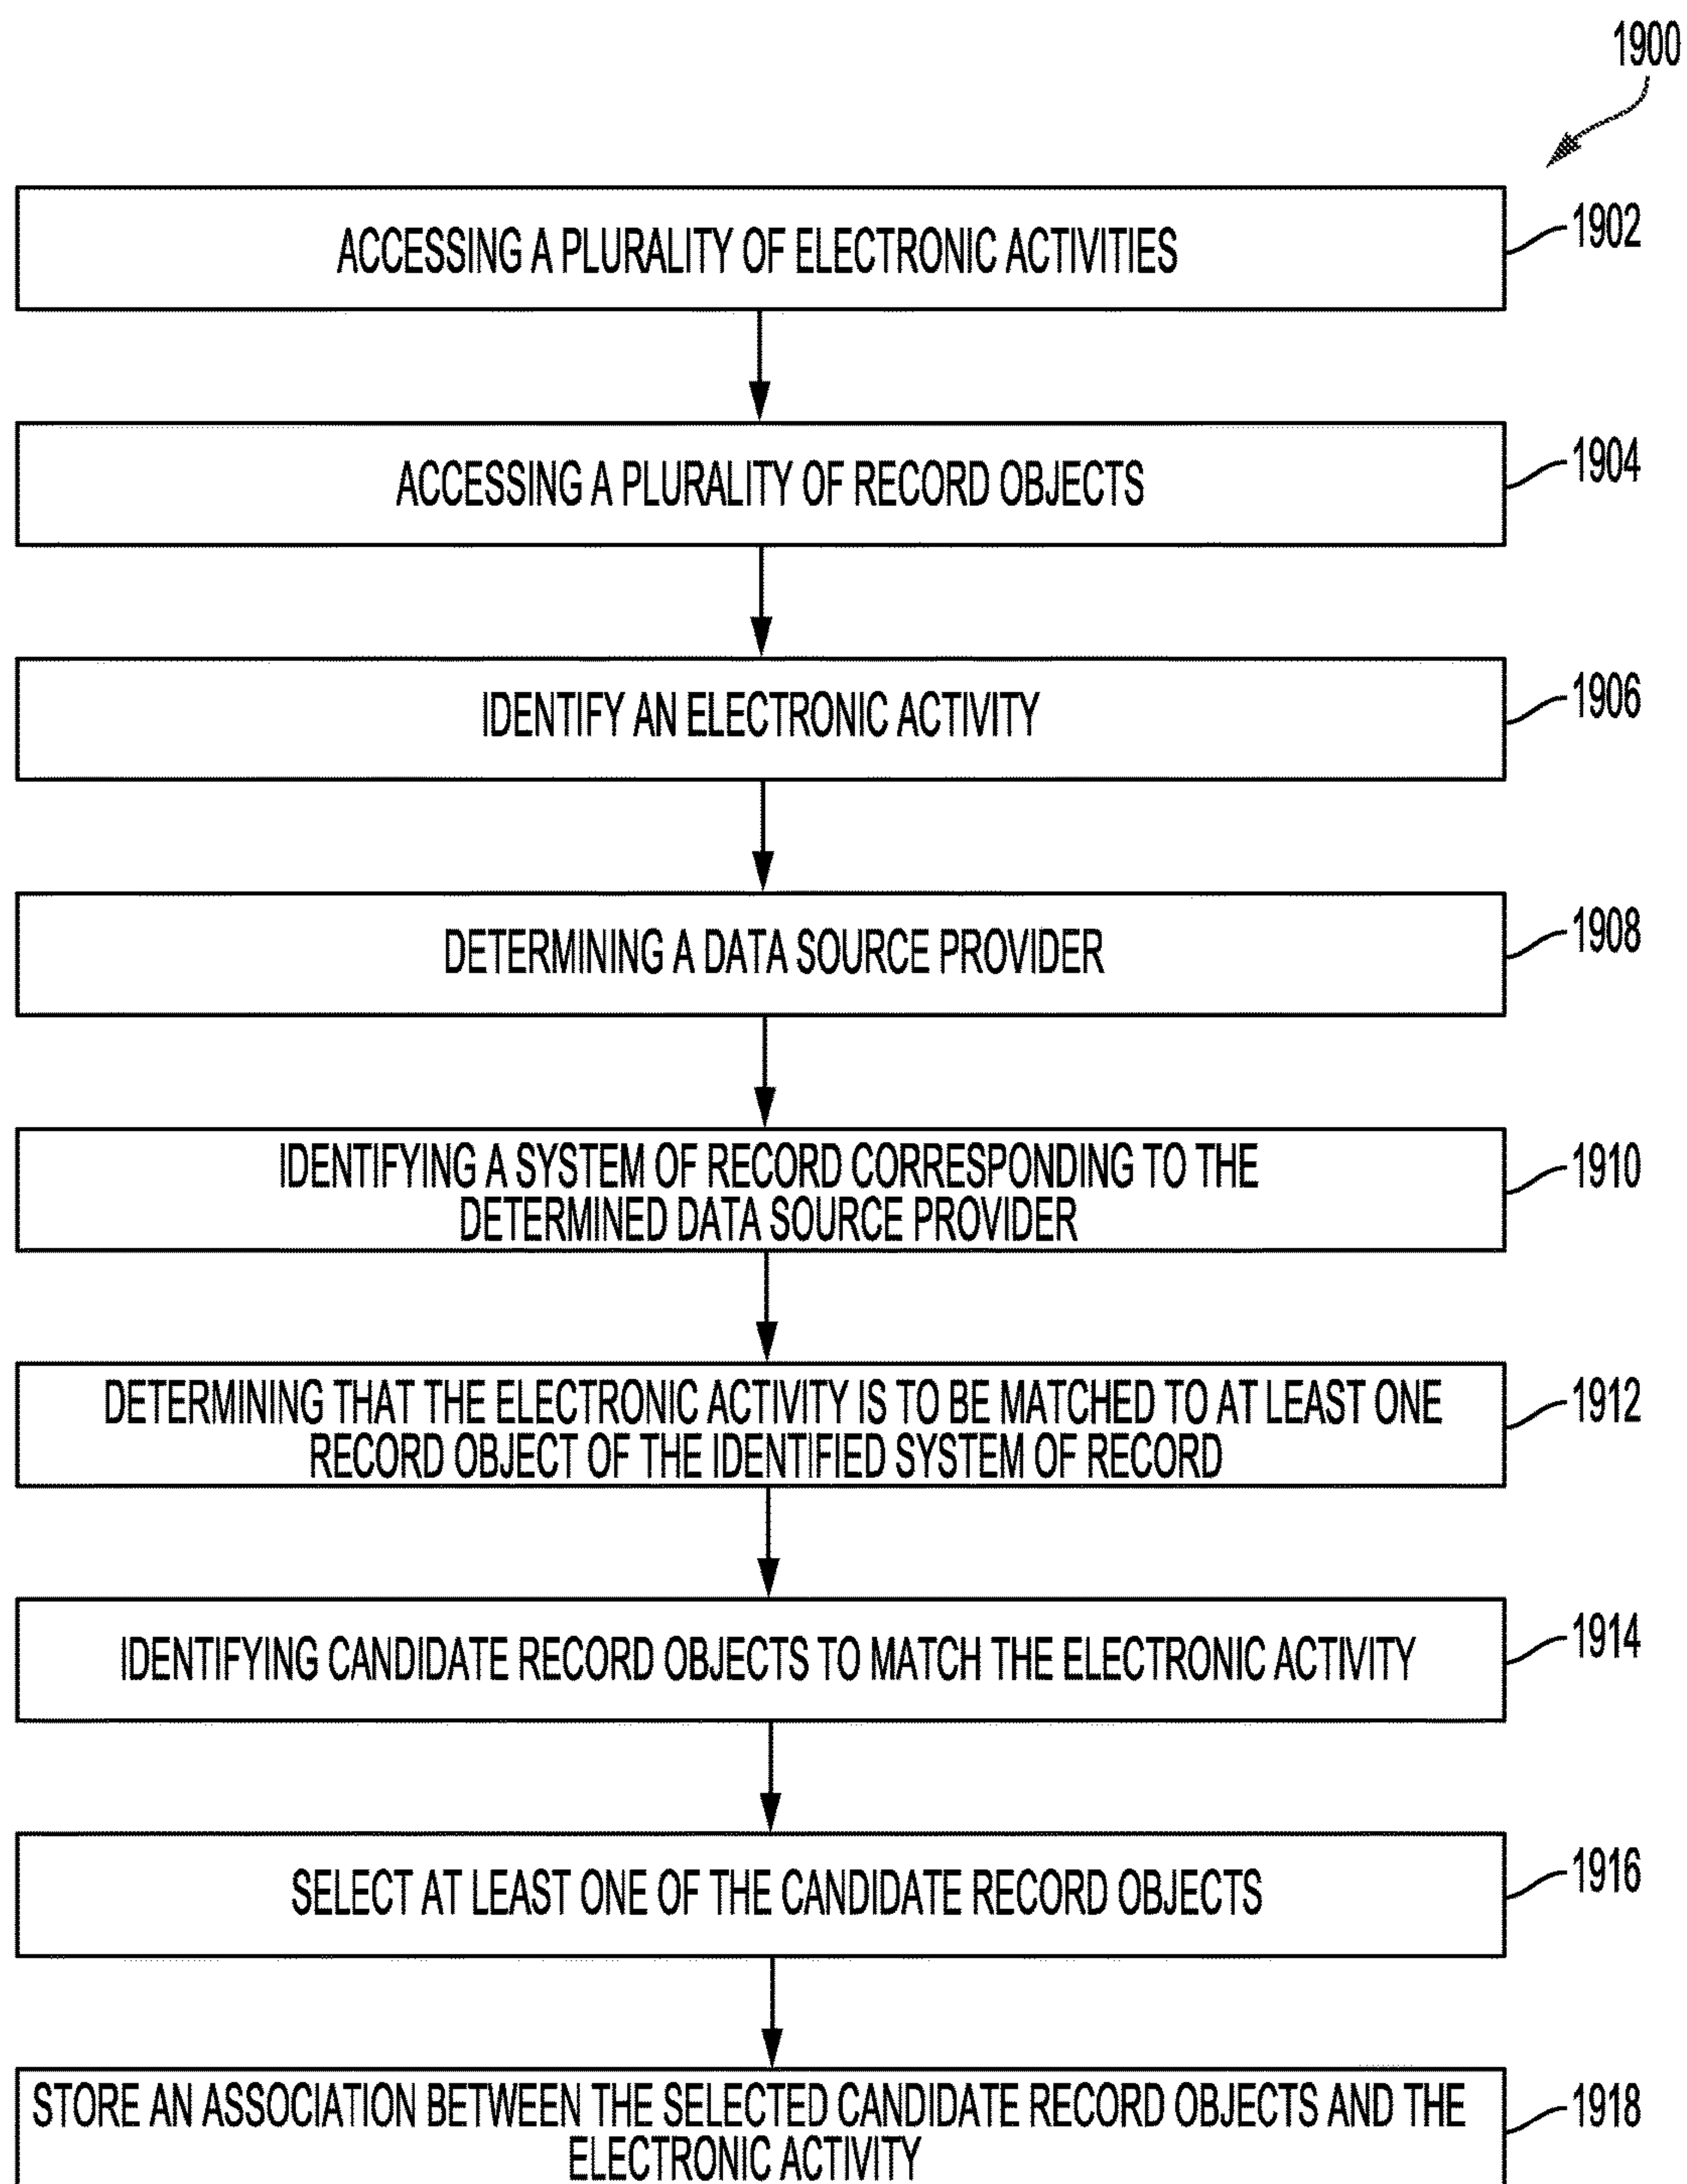 1900
ACCESSING A PLURALITY OF ELECTRONIC ACTIVITIES
1902
ACCESSING A PLURALITY OF RECORD OBJECTS
1904
IDENTIFY AN ELECTRONIC ACTIVITY
1906
DETERMINING A DATA SOURCE PROVIDER
1908
IDENTIFYING A SYSTEM OF RECORD CORRESPONDING TO THE
DETERMINED DATA SOURCE PROVIDER
1910
DETERMINING THAT THE ELECTRONIC ACTIVITY IS TO BE MATCHED TO AT LEAST ONE
RECORD OBJECT OF THE IDENTIFIED SYSTEM OF RECORD
1912
IDENTIFYING CANDIDATE RECORD OBJECTS TO MATCH THE ELECTRONIC ACTIVITY
1914
SELECT AT LEAST ONE OF THE CANDIDATE RECORD OBJECTS
1916
STORE AN ASSOCIATION BETWEEN THE SELECTED CANDIDATE RECORD OBJECTS AND THE
ELECTRONIC ACTIVITY
1918